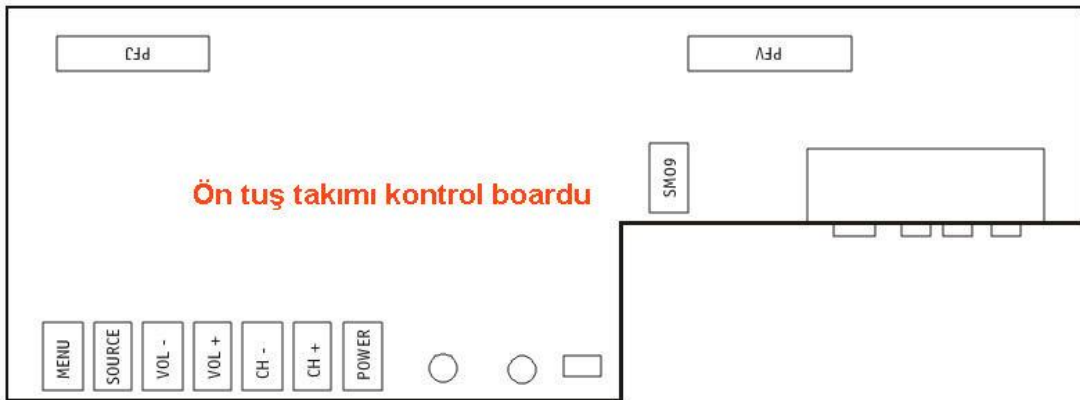 PFJ
PFV
SM09
Ön tuş takımı kontrol boardu
MENU
SOURCE
VOL -
VOL +
CH -
CH +
POWER